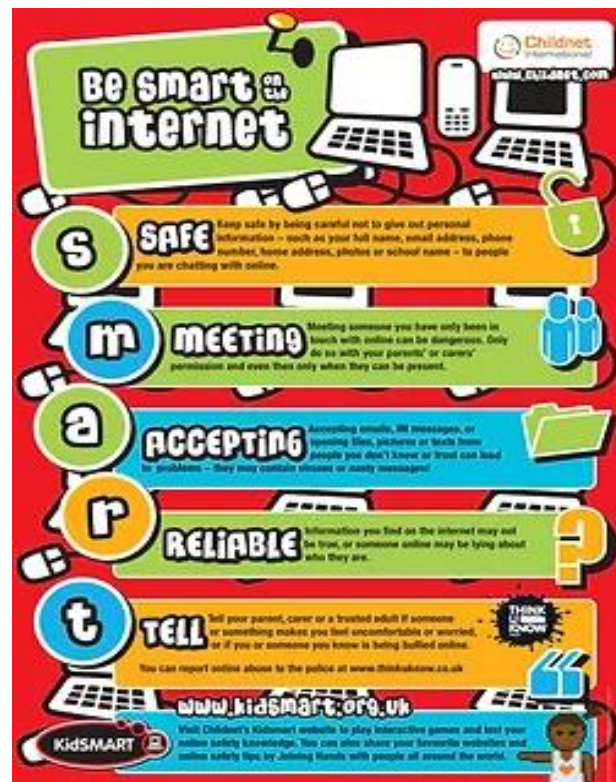 Childnet
International
www.childnet.com
Be smart on the
internet
s
SAFE
Keep safe by being careful not to give out personal
information – such as your full name, email address, phone
number, home address, photos or school name – to people
you are chatting with online.
m
MEETING
Meeting someone you have only been in
touch with online can be dangerous. Only
do so with your parents' or carers'
permission and even then only when they can be present.
a
ACCEPTING
Accepting emails, IM messages, or
opening files, pictures or texts from
people you don't know or trust can lead
to problems – they may contain viruses or nasty messages!
r
RELIABLE
Information you find on the internet may not
be true, or someone online may be lying about
who they are.
t
TELL
Tell your parent, carer or a trusted adult if someone
or something makes you feel uncomfortable or worried,
or if you or someone you know is being bullied online.
THINK
U
KNOW
You can report online abuse to the police at www.thinkuknow.co.uk
www.kidsmart.org.uk
KidSMART
Visit Childnet's Kidsmart website to play interactive games and test your
online safety knowledge. You can also share your favourite websites and
online safety tips by Joining Hands with people all around the world.